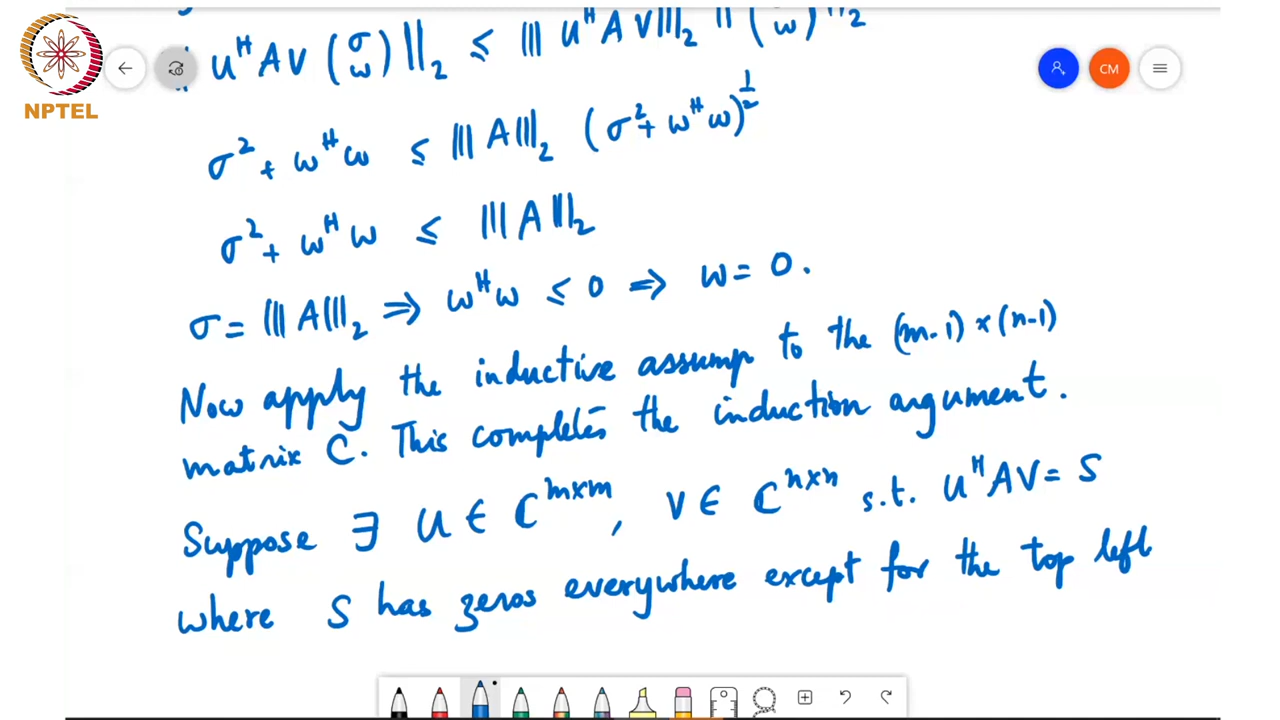 ‖ U^H A V (σ ω) ‖_2 ≤ ||| U^H A V |||_2 ‖ (ω) ‖_2
σ^2 + ω^H ω ≤ ||| A |||_2 (σ^2 + ω^H ω)^{1/2}
σ^2 + ω^H ω ≤ ||| A |||_2
σ = ||| A |||_2 ⇒ ω^H ω ≤ 0 ⇒ ω = 0.
Now apply the inductive assump to the (m-1) × (n-1)
matrix C. This completes the induction argument.
Suppose ∃ U ∈ ℂ^{m×m}, V ∈ ℂ^{n×n} s.t. U^H A V = S
where S has zeros everywhere except for the top left
NPTEL
CM